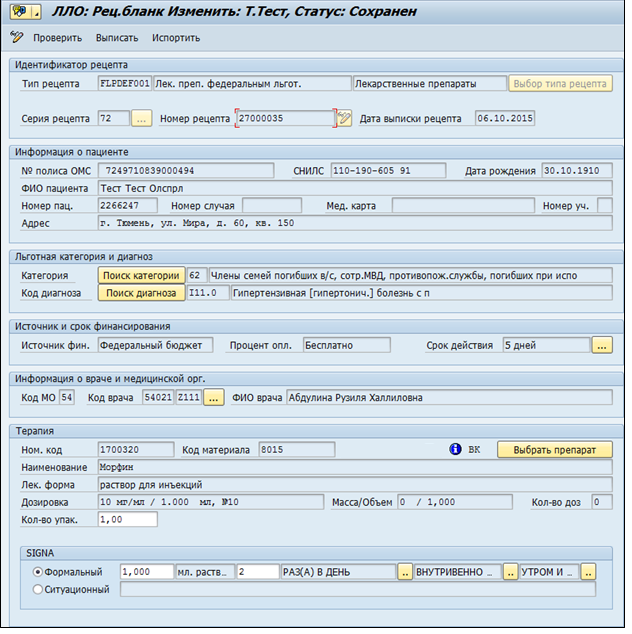 ЛЛО: Рец.бланк Изменить: Т.Тест, Статус: Сохранен
Проверить Выписать Испортить
Идентификатор рецепта
Тип рецепта FLPDEF001 Лек. преп. федеральным льгот. Лекарственные препараты Выбор типа рецепта
Серия рецепта 72 ... Номер рецепта 27000035 Дата выписки рецепта 06.10.2015
Информация о пациенте
№ полиса ОМС 7249710839000494 СНИЛС 110-190-605 91 Дата рождения 30.10.1910
ФИО пациента Тест Тест Олспрл
Номер пац. 2266247 Номер случая Мед. карта Номер уч.
Адрес г. Тюмень, ул. Мира, д. 60, кв. 150
Льготная категория и диагноз
Категория Поиск категории 62 Члены семей погибших в/с, сотр.МВД, противопож.службы, погибших при испо
Код диагноза Поиск диагноза I11.0 Гипертензивная [гипертонич.] болезнь с п
Источник и срок финансирования
Источник фин. Федеральный бюджет Процент опл. Бесплатно Срок действия 5 дней ...
Информация о враче и медицинской орг.
Код МО 54 Код врача 54021 Z111 ... ФИО врача Абдулина Рузиля Халлиловна
Терапия
Ном. код 1700320 Код материала 8015 ВК Выбрать препарат
Наименование Морфин
Лек. форма раствор для инъекций
Дозировка 10 мг/мл / 1.000 мл, №10 Масса/Объем 0 / 1,000 Кол-во доз 0
Кол-во упак. 1,00
SIGNA
Формальный 1,000 мл. раств.. 2 РАЗ(А) В ДЕНЬ .. ВНУТРИВЕННО ... .. УТРОМ И ... ..
Ситуационный